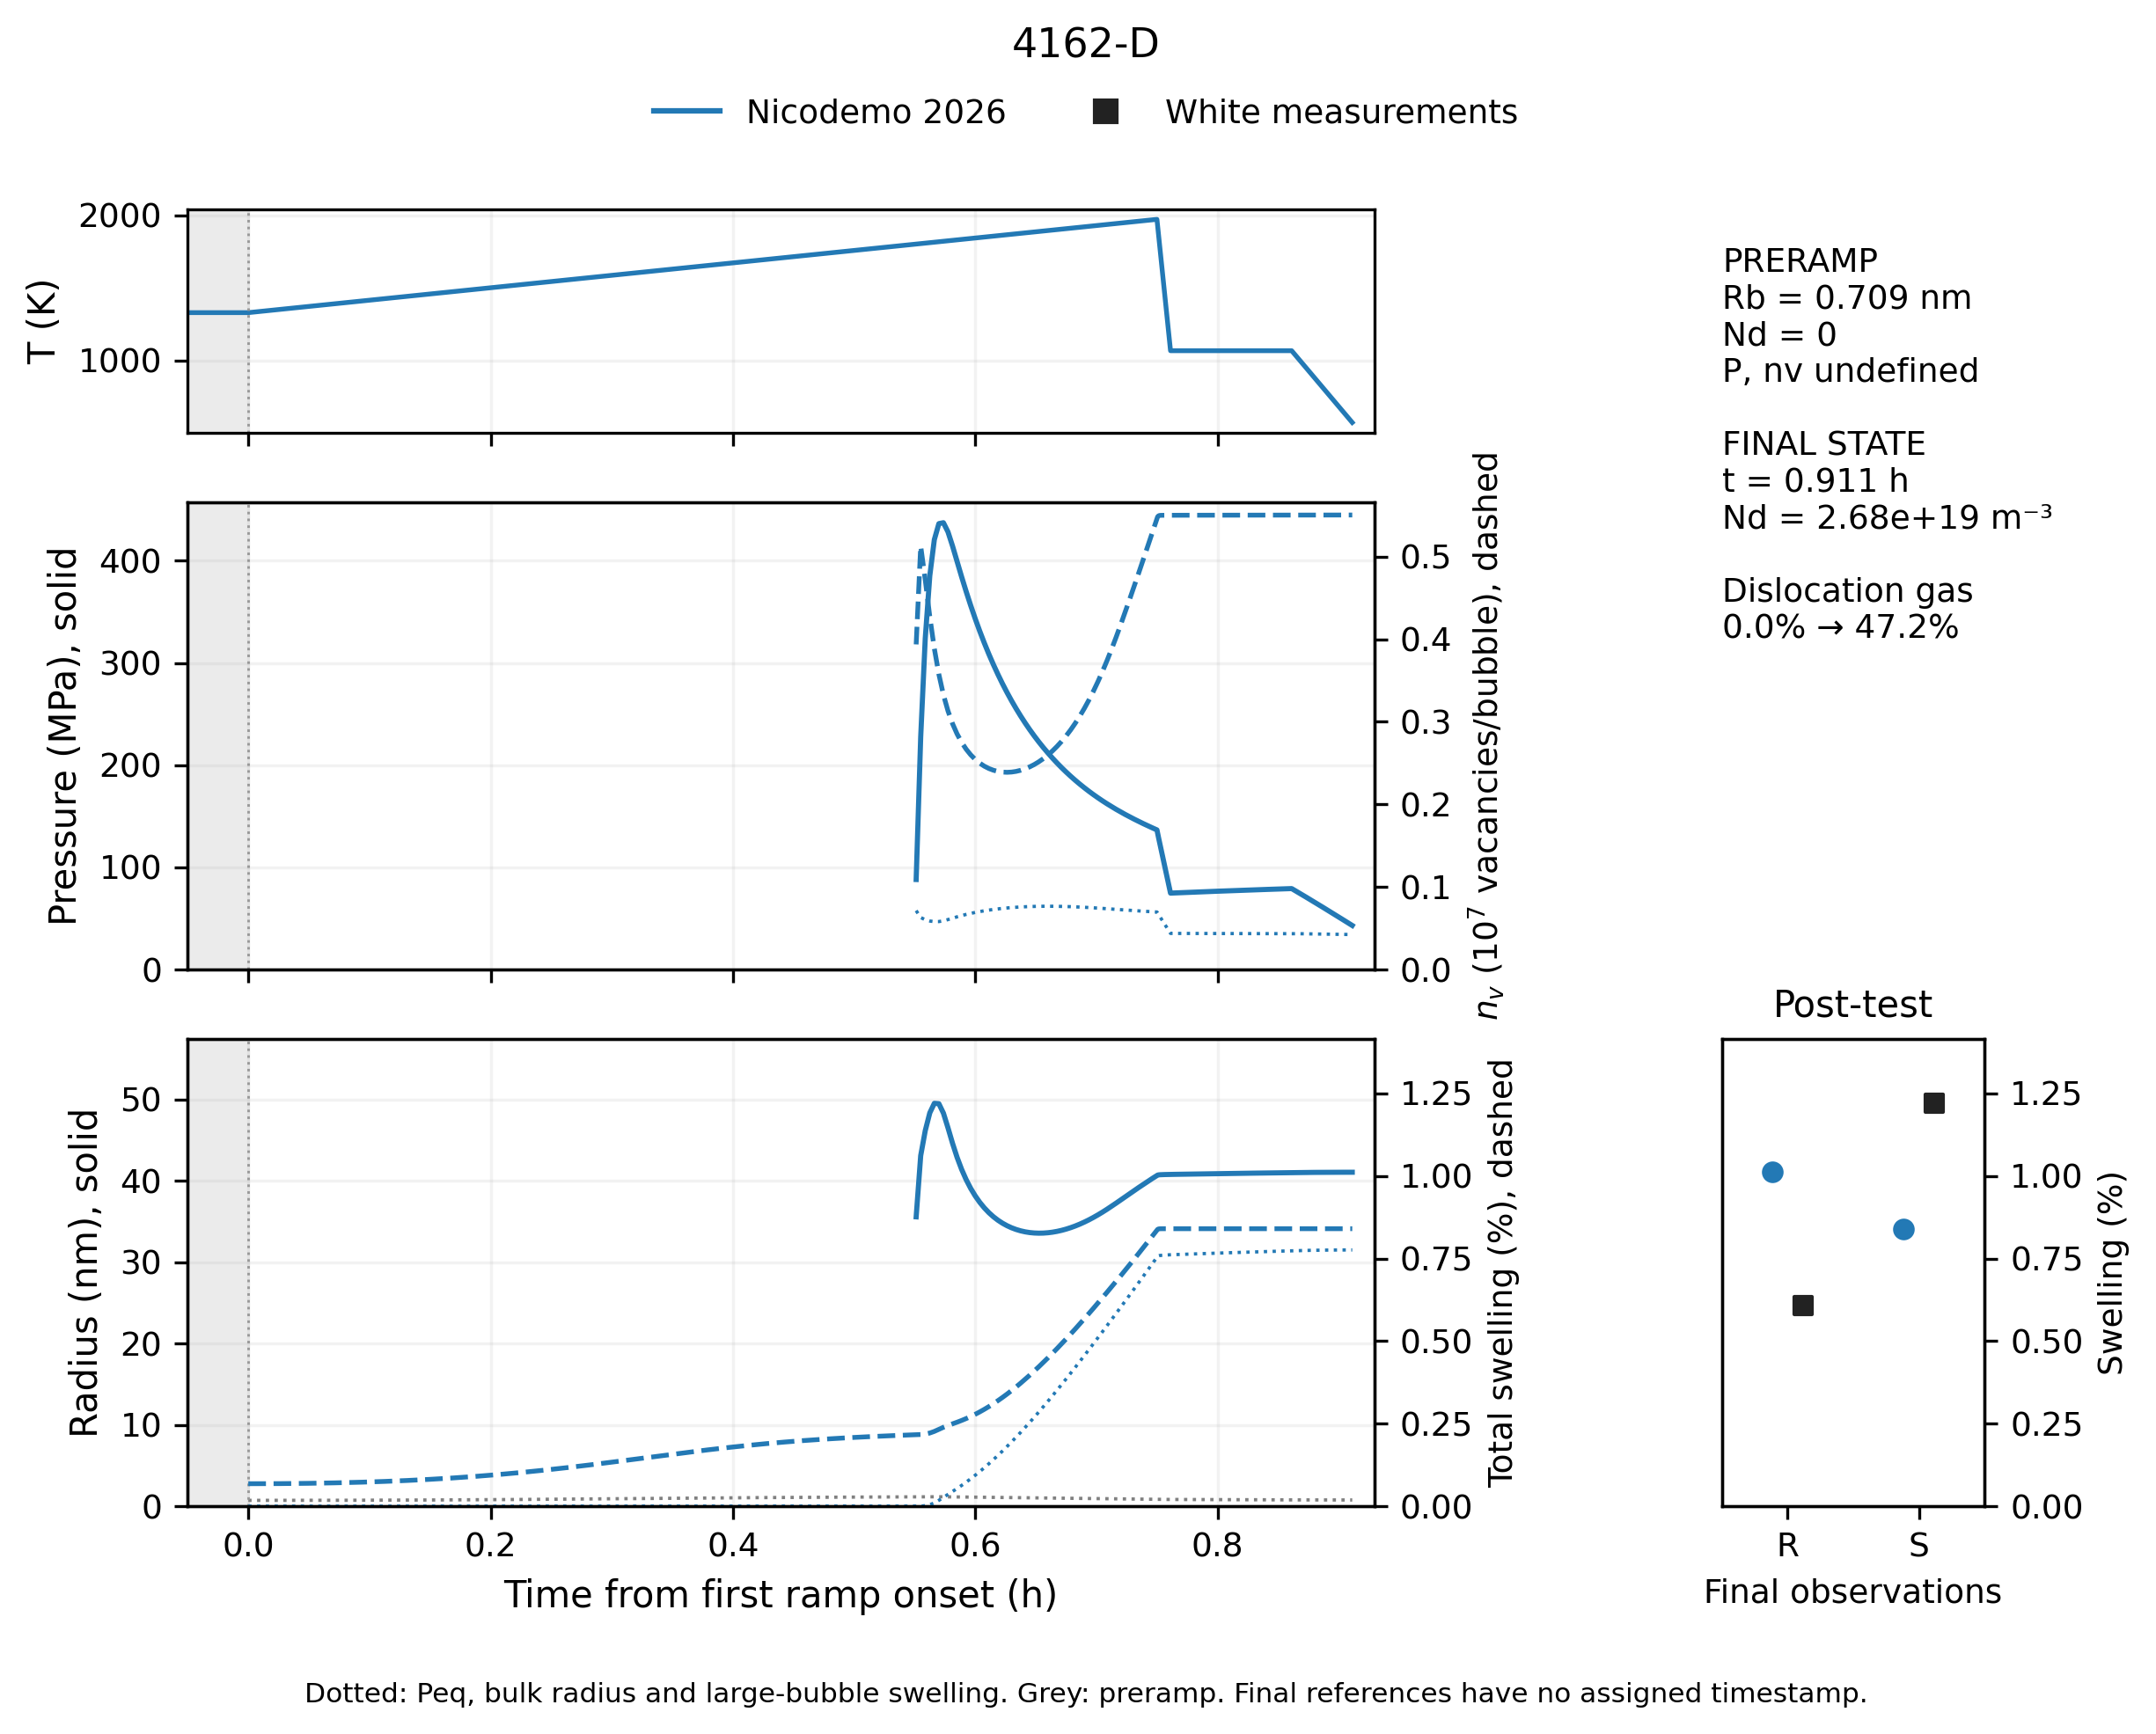 4162-D
Nicodemo 2026
White measurements
2000
1000
T (K)
PRERAMP
Rb = 0.709 nm
Nd = 0
P, nv undefined
FINAL STATE
t = 0.911 h
Nd = 2.68e+19 m⁻³
Dislocation gas
0.0% → 47.2%
400
300
200
100
0
Pressure (MPa), solid
0.5
0.4
0.3
0.2
0.1
0.0
nᵥ (10⁷ vacancies/bubble), dashed
50
40
30
20
10
0
Radius (nm), solid
1.25
1.00
0.75
0.50
0.25
0.00
Total swelling (%), dashed
0.0 0.2 0.4 0.6 0.8
Time from first ramp onset (h)
Post-test
1.25
1.00
0.75
0.50
0.25
0.00
Swelling (%)
R S
Final observations
Dotted: Peq, bulk radius and large-bubble swelling. Grey: preramp. Final references have no assigned timestamp.